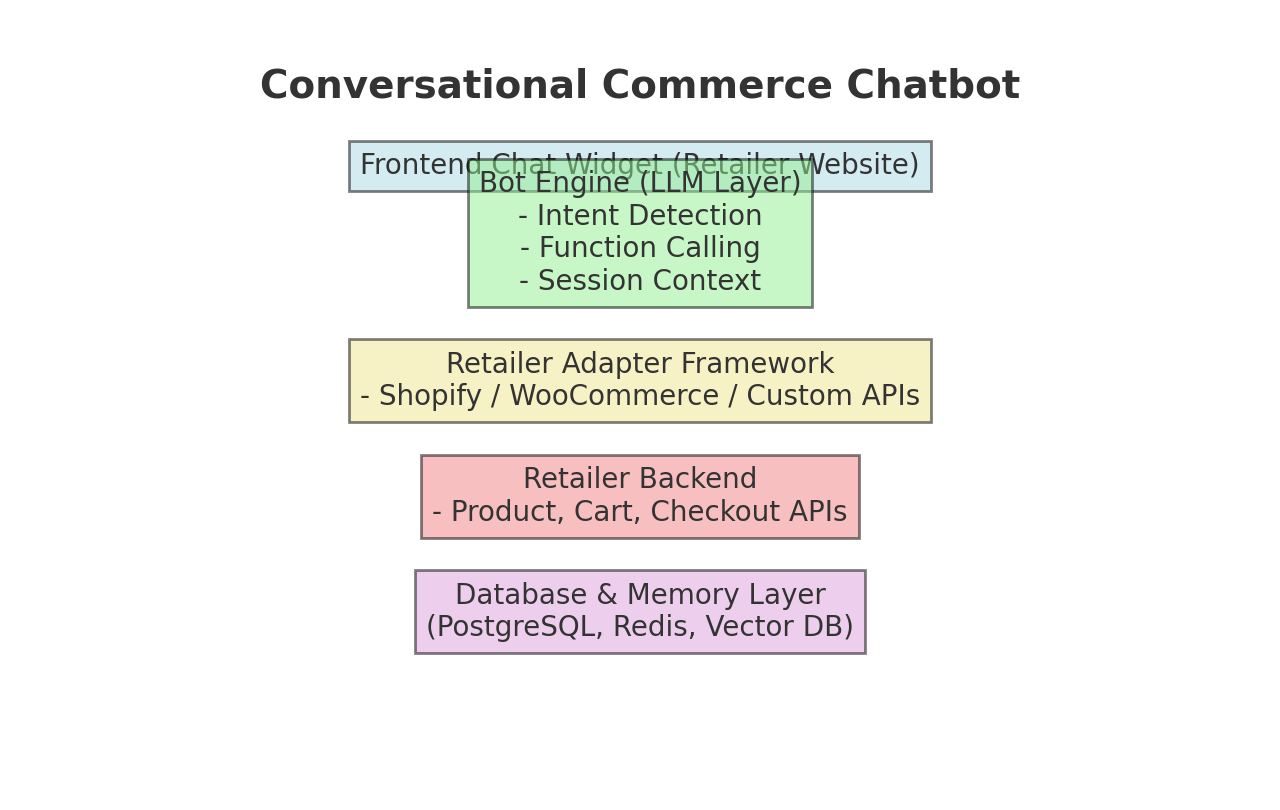 Conversational Commerce Chatbot
Frontend Chat Widget (Retailer Website)
Bot Engine (LLM Layer)
- Intent Detection
- Function Calling
- Session Context
Retailer Adapter Framework
- Shopify / WooCommerce / Custom APIs
Retailer Backend
- Product, Cart, Checkout APIs
Database & Memory Layer
(PostgreSQL, Redis, Vector DB)